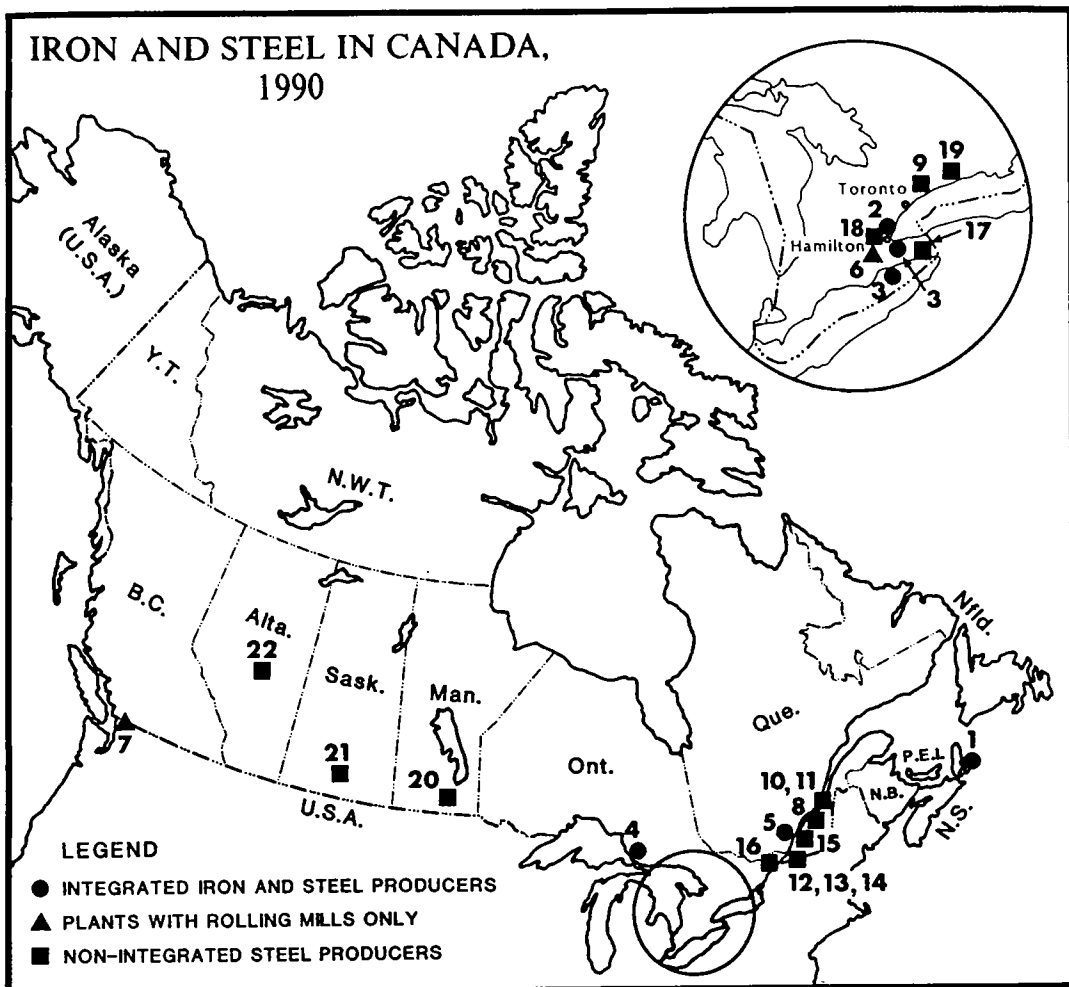 IRON AND STEEL IN CANADA,
1990
Alaska
(U.S.A.)
Y.T.
N.W.T.
B.C.
Alta.
22
Sask.
21
Man.
20
U.S.A.
7
Ont.
4
Que.
Nfld.
P.E.I.
N.B.
N.S.
1
10, 11
8
5
15
16
12, 13, 14
9
19
Toronto
2
18
17
Hamilton
6
3
3
LEGEND
INTEGRATED IRON AND STEEL PRODUCERS
PLANTS WITH ROLLING MILLS ONLY
NON-INTEGRATED STEEL PRODUCERS